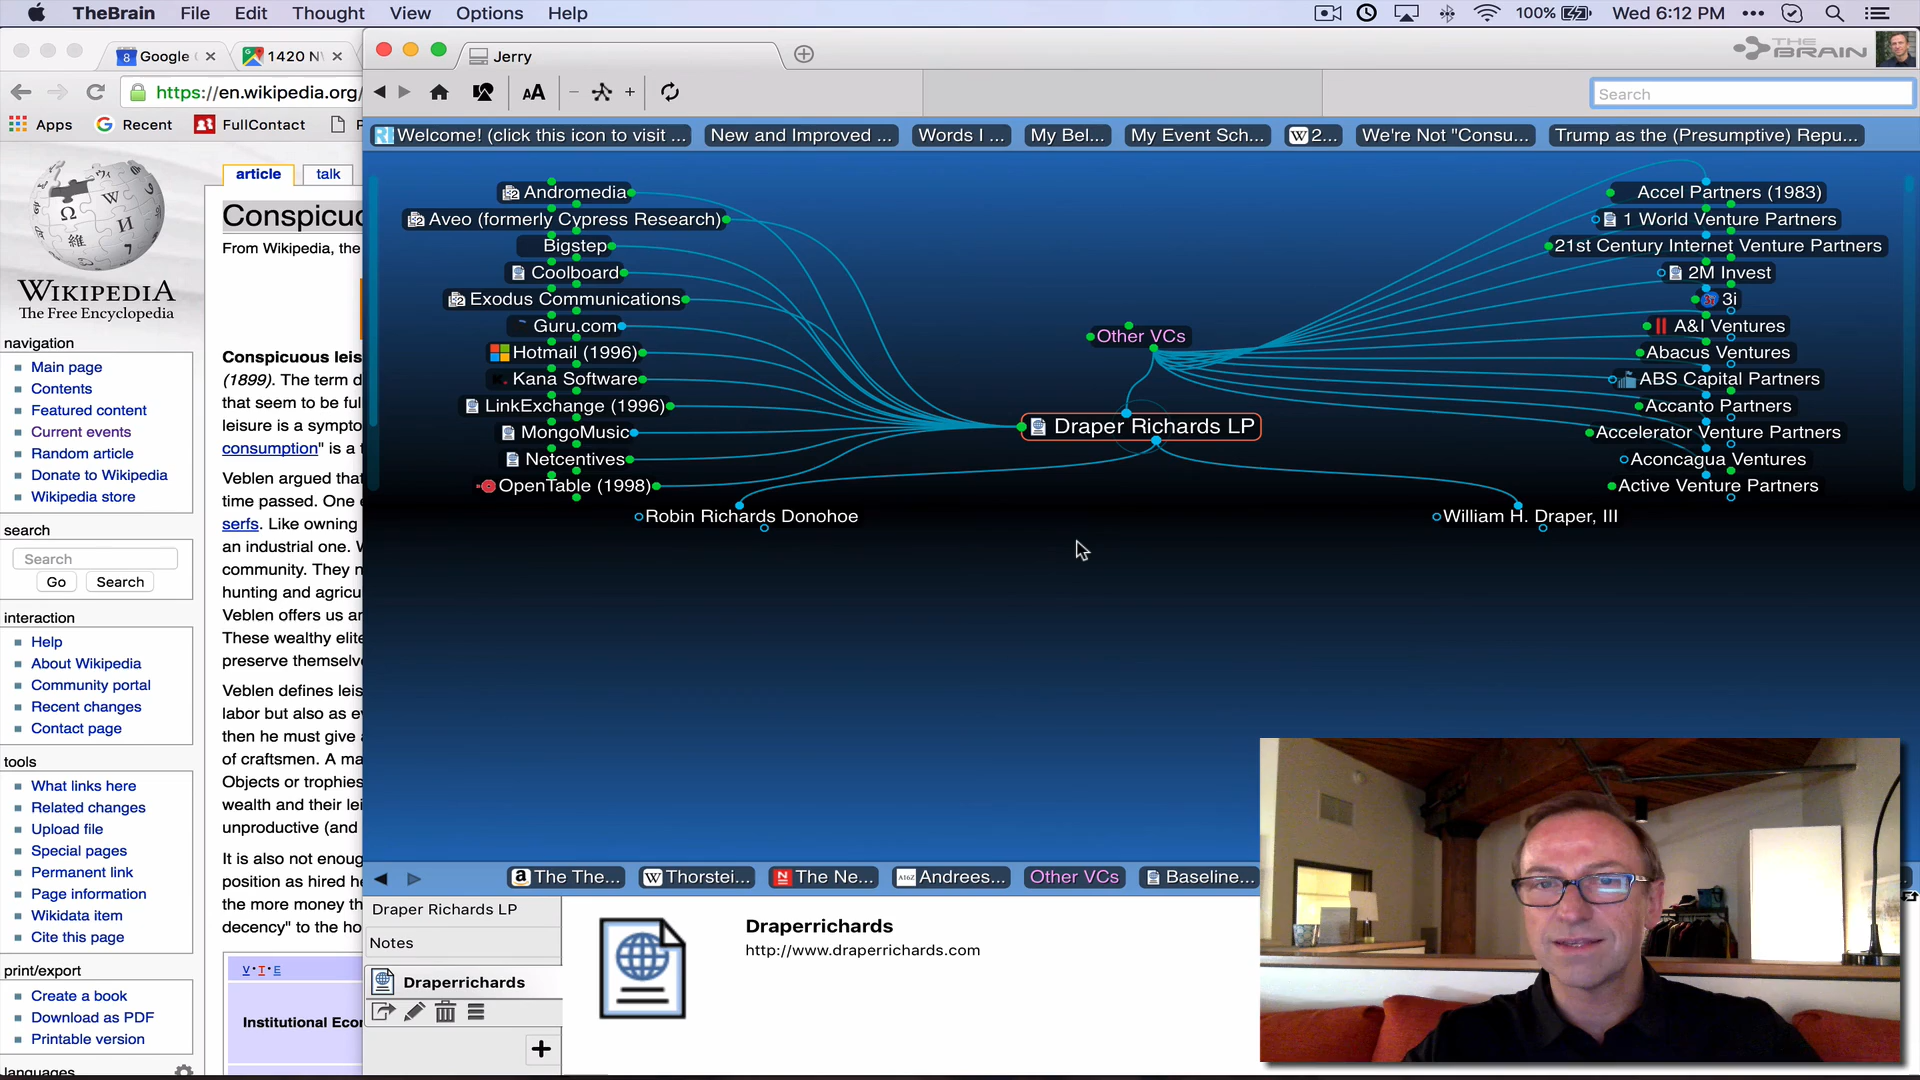 TheBrain File Edit Thought View Options Help 100% Wed 6:12 PM
Google
1420 N
Jerry
THE BRAIN
https://en.wikipedia.org/
AA
Search
Apps Recent FullContact
Welcome! (click this icon to visit ...
New and Improved ...
Words I ...
My Bel...
My Event Sch...
2...
We're Not "Consu...
Trump as the (Presumptive) Repu...
WIKIPEDIA
The Free Encyclopedia
navigation
Main page
Contents
Featured content
Current events
Random article
Donate to Wikipedia
Wikipedia store
search
Search
Go Search
interaction
Help
About Wikipedia
Community portal
Recent changes
Contact page
tools
What links here
Related changes
Upload file
Special pages
Permanent link
Page information
Wikidata item
Cite this page
print/export
Create a book
Download as PDF
Printable version
languages
article talk
Conspicuo
From Wikipedia, the
Conspicuous leis
(1899). The term d
that seem to be ful
leisure is a sympto
consumption" is a
Veblen argued that
time passed. One
serfs. Like owning
an industrial one. W
community. They n
hunting and agricu
Veblen offers us a
These wealthy elite
preserve themselve
Veblen defines leis
labor but also as e
then he must give
of craftsmen. A ma
Objects or trophies
wealth and their lei
unproductive (and
It is also not enoug
position as hired he
the more money th
decency" to the ho
V·T·E
Institutional Eco
Andromedia
Aveo (formerly Cypress Research)
Bigstep
Coolboard
Exodus Communications
Guru.com
Hotmail (1996)
Kana Software
LinkExchange (1996)
MongoMusic
Netcentives
OpenTable (1998)
Other VCs
Draper Richards LP
Robin Richards Donohoe
William H. Draper, III
Accel Partners (1983)
1 World Venture Partners
21st Century Internet Venture Partners
2M Invest
3i
A&I Ventures
Abacus Ventures
ABS Capital Partners
Accanto Partners
Accelerator Venture Partners
Aconcagua Ventures
Active Venture Partners
The The...
Thorstei...
The Ne...
Andrees...
Other VCs
Baseline...
Draper Richards LP
Notes
Draperrichards
Draperrichards
http://www.draperrichards.com